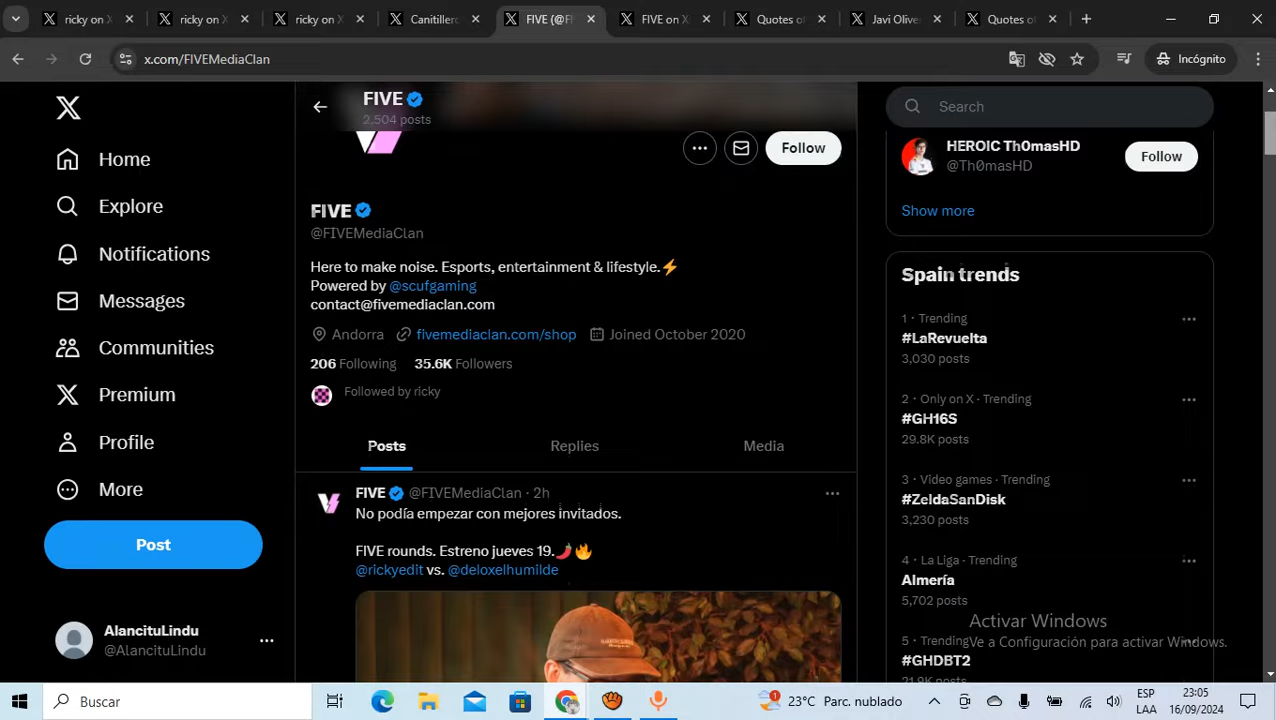 ricky on X
ricky on X
ricky on X
Canitillero
FIVE (@FI
FIVE on X
Quotes of
Javi Olive
Quotes of
x.com/FIVEMediaClan
Incógnito
FIVE
2,504 posts
Follow
FIVE
@FIVEMediaClan
Here to make noise. Esports, entertainment & lifestyle.⚡
Powered by @scufgaming
contact@fivemediaclan.com
Andorra fivemediaclan.com/shop Joined October 2020
206 Following 35.6K Followers
Followed by ricky
Posts Replies Media
FIVE @FIVEMediaClan · 2h
No podía empezar con mejores invitados.
FIVE rounds. Estreno jueves 19.🌶️🔥
@rickyedit vs. @deloxelhumilde
Home
Explore
Notifications
Messages
Communities
Premium
Profile
More
Post
AlancituLindu
@AlancituLindu
Search
HEROIC Th0masHD
@Th0masHD
Follow
Show more
Spain trends
1 · Trending
#LaRevuelta
3,030 posts
2 · Only on X · Trending
#GH16S
29.8K posts
3 · Video games · Trending
#ZeldaSanDisk
3,230 posts
4 · La Liga · Trending
Almería
5,702 posts
5 · Trending
#GHDBT2
21.9K posts
Activar Windows
Ve a Configuración para activar Windows.
Buscar
23°C Parc. nublado
ESP
LAA
23:05
16/09/2024